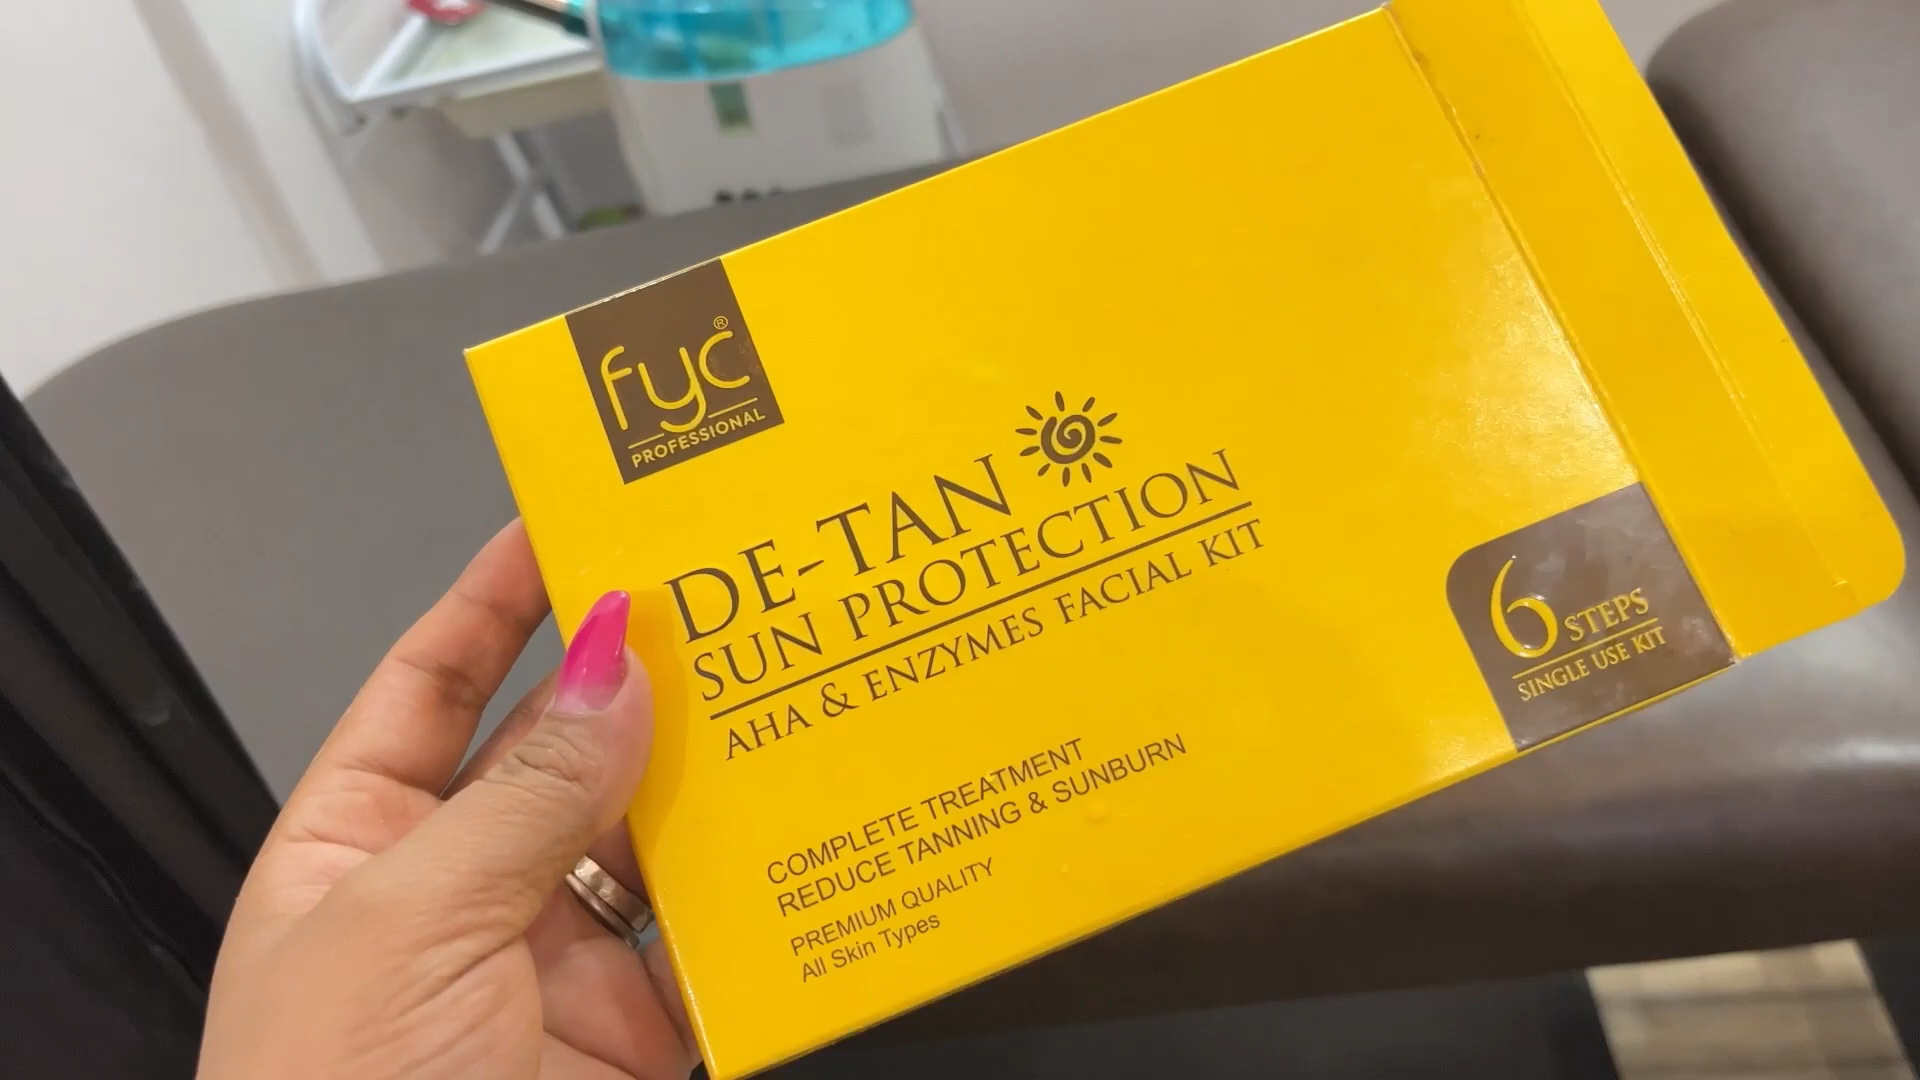 fyc®
PROFESSIONAL
DE-TAN
SUN PROTECTION
AHA & ENZYMES FACIAL KIT
COMPLETE TREATMENT
REDUCE TANNING & SUNBURN
PREMIUM QUALITY
All Skin Types
6 STEPS
SINGLE USE KIT